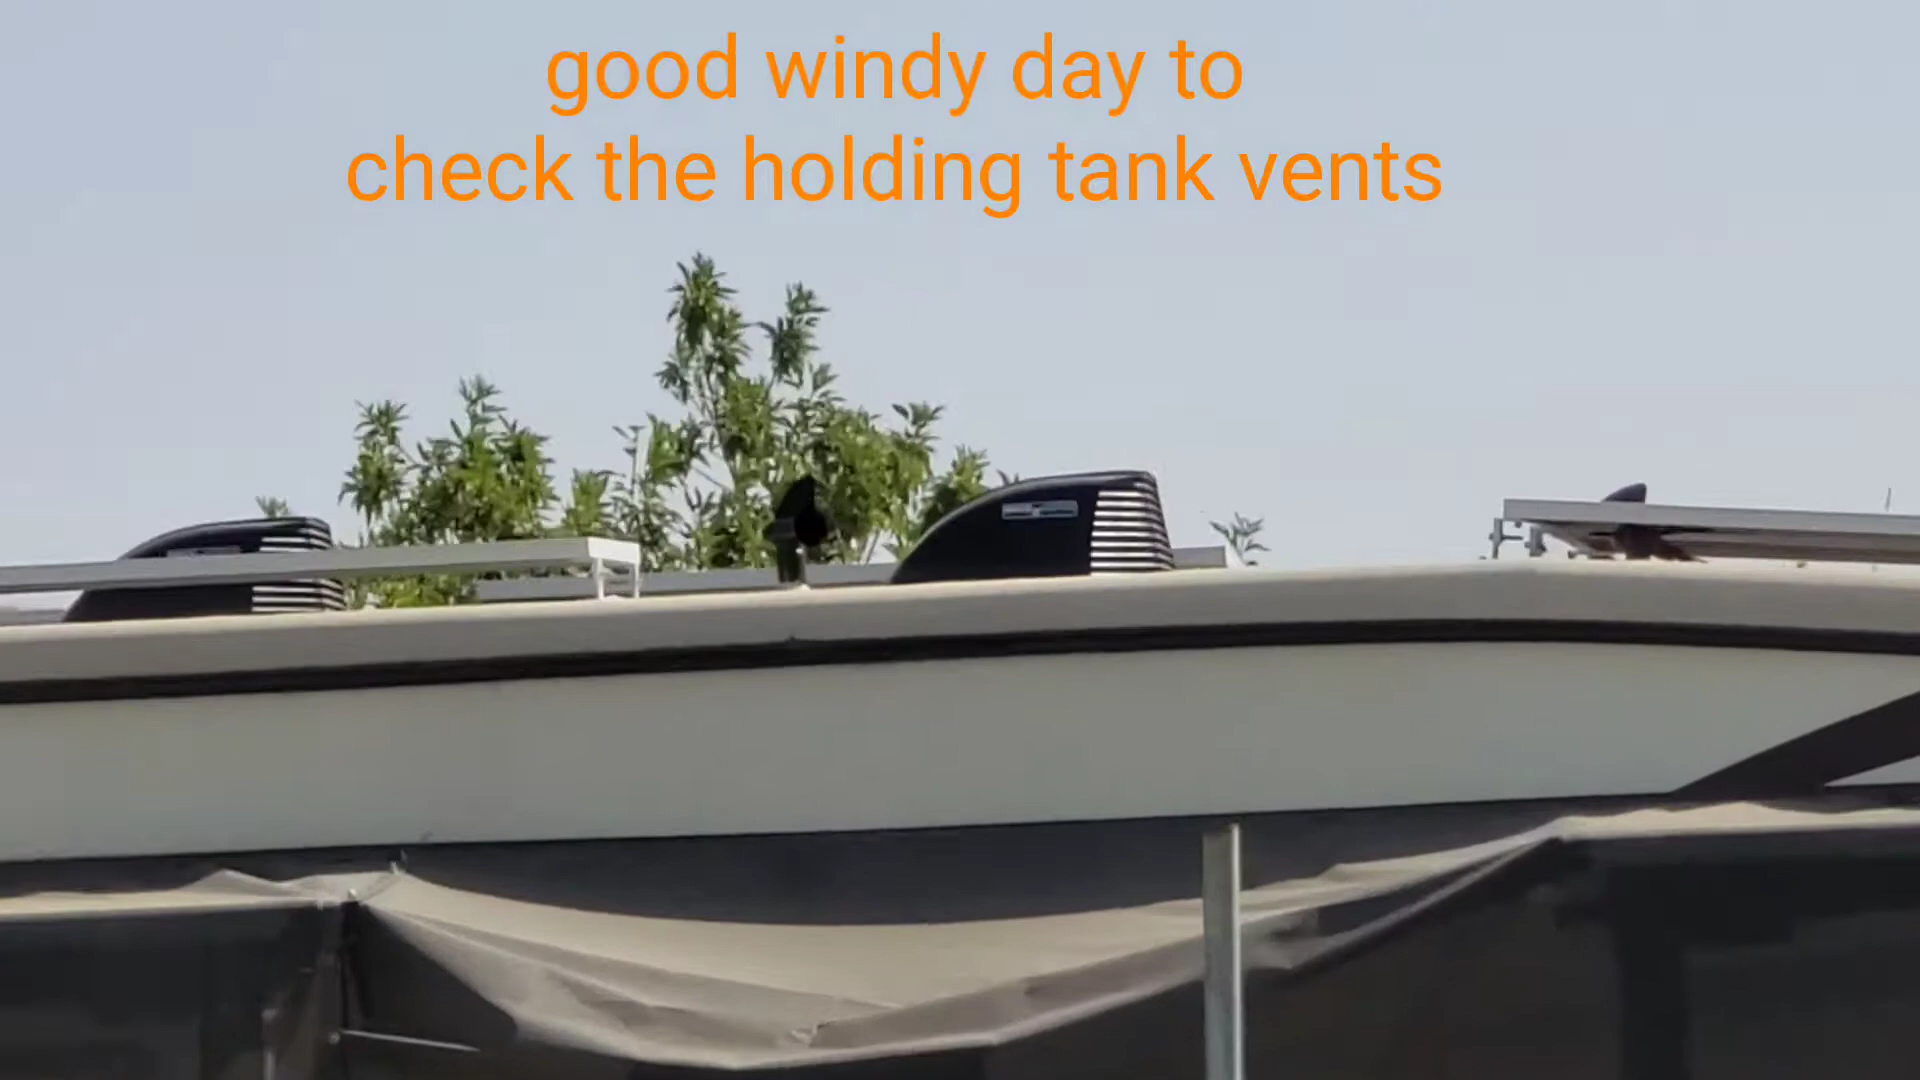 good windy day to
check the holding tank vents